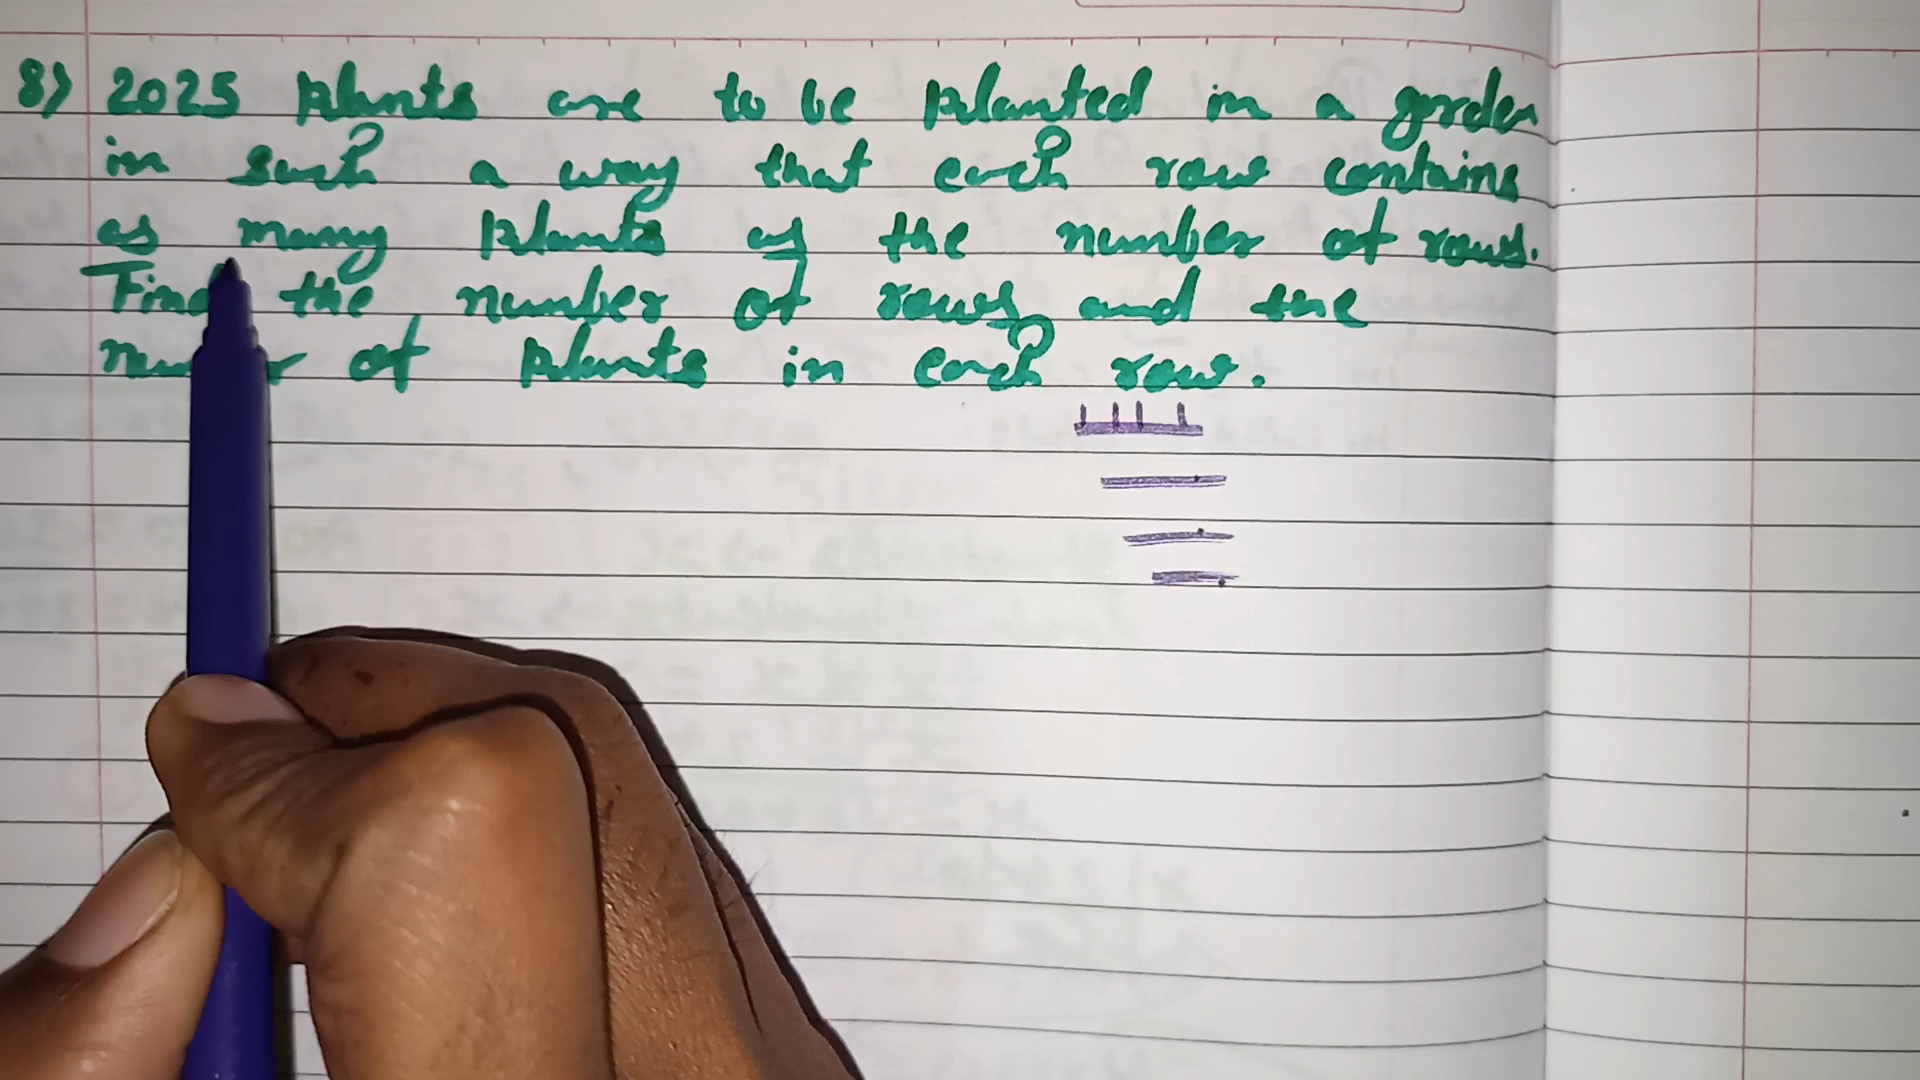 8) 2025 plants are to be planted in a garden
in such a way that each row contains
as many plants as the number of rows.
Find the number of rows and the
of plants in each row.